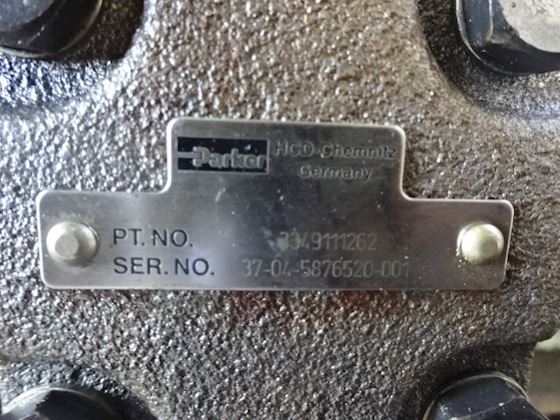 Parker
HCD-Chemnitz
Germany
PT. NO. 3349111262
SER. NO. 37-04-5876520-001